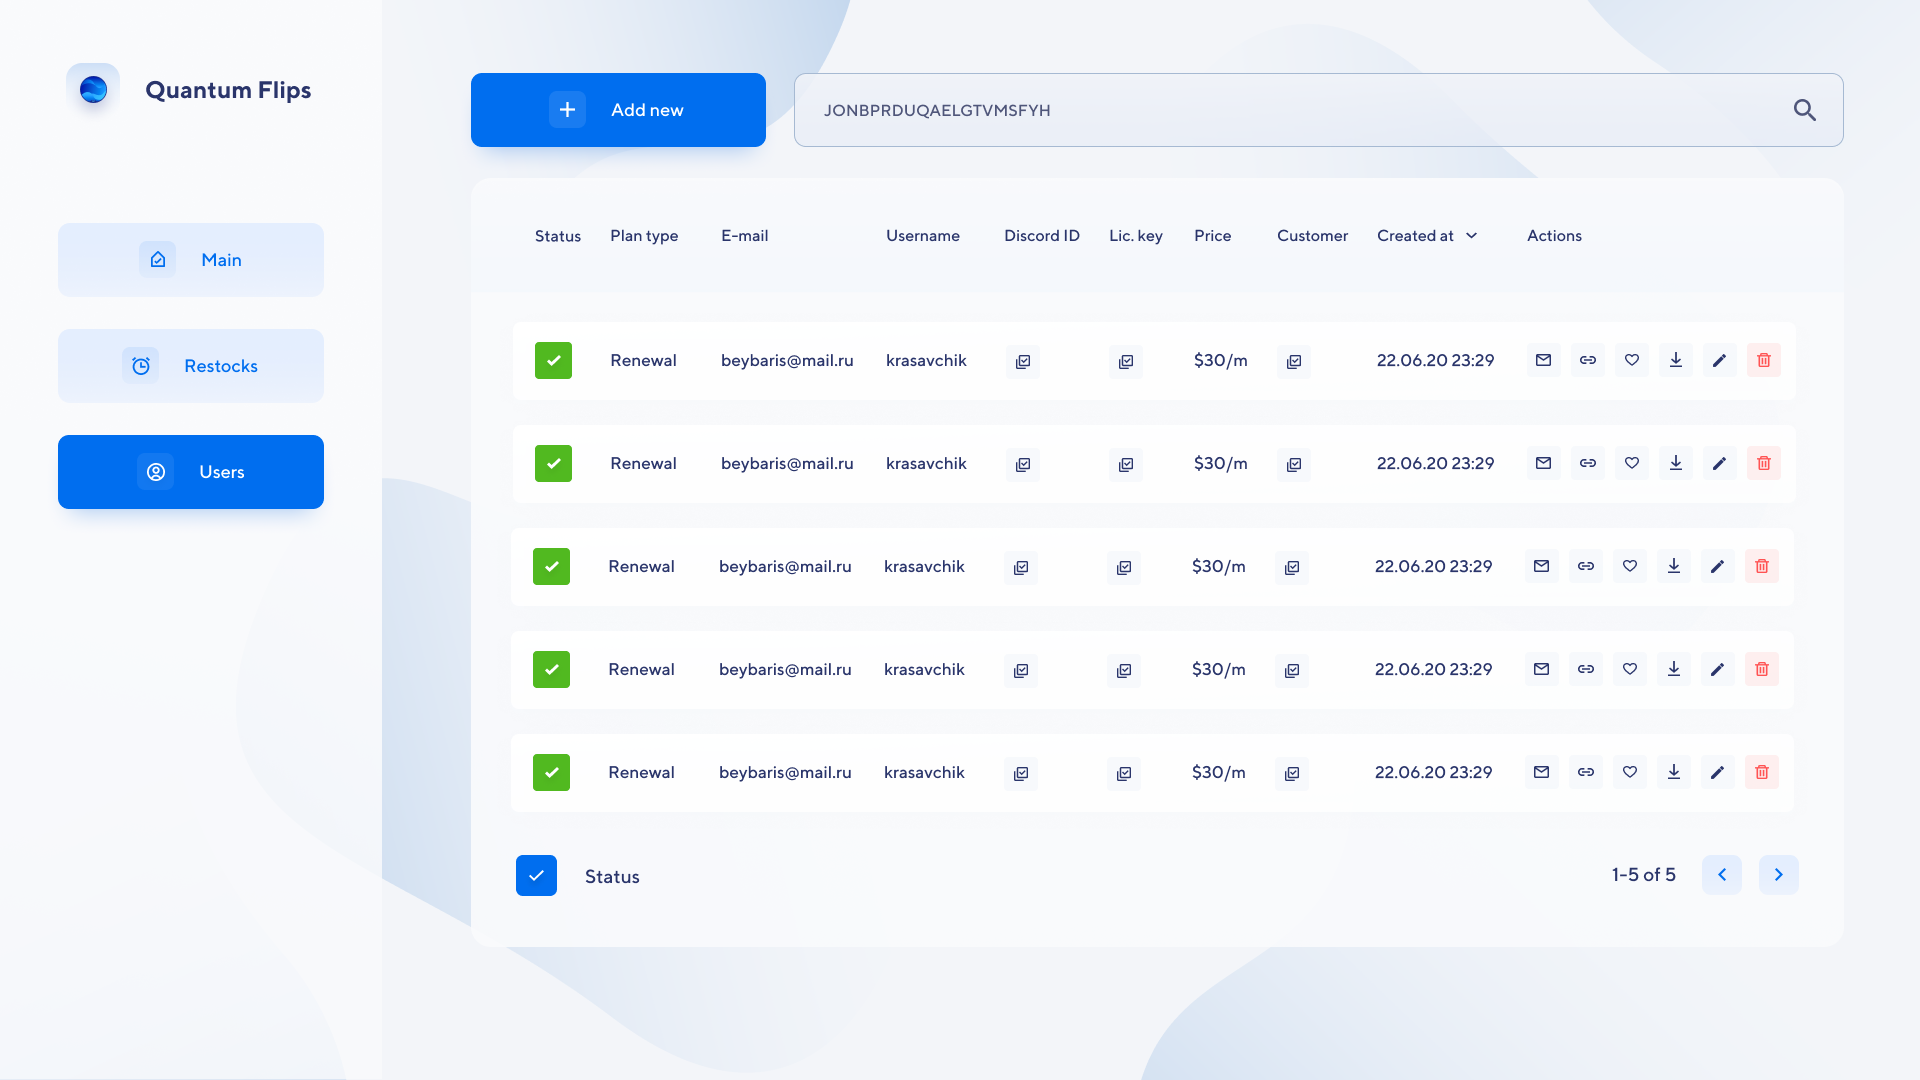 Quantum Flips
Add new
JONBPRDUQAELGTVMSFYH
Main
Restocks
Users
Status Plan type E-mail Username Discord ID Lic. key Price Customer Created at Actions
Renewal beybaris@mail.ru krasavchik $30/m 22.06.20 23:29
Renewal beybaris@mail.ru krasavchik $30/m 22.06.20 23:29
Renewal beybaris@mail.ru krasavchik $30/m 22.06.20 23:29
Renewal beybaris@mail.ru krasavchik $30/m 22.06.20 23:29
Renewal beybaris@mail.ru krasavchik $30/m 22.06.20 23:29
Status 1-5 of 5